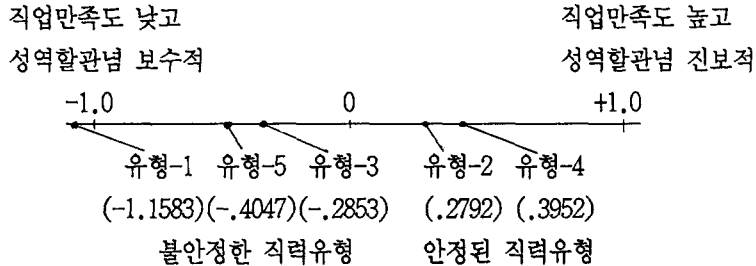 직업만족도 낮고 직업만족도 높고
성역할관념 보수적 성역할관념 진보적
-1.0 0 +1.0
유형-1 유형-5 유형-3 유형-2 유형-4
(-1.1583)(-.4047)(-.2853) (.2792) (.3952)
불안정한 직력유형 안정된 직력유형